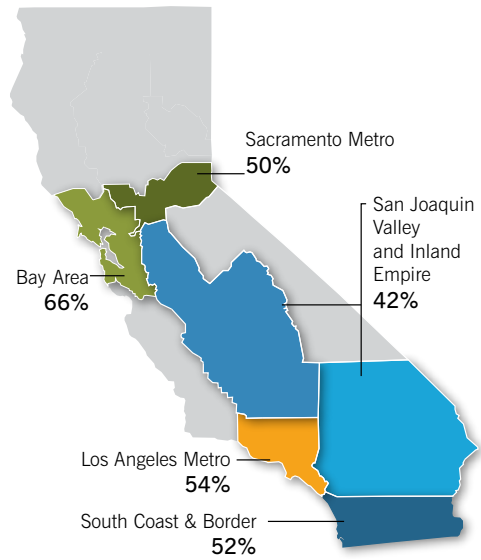 Sacramento Metro
50%
San Joaquin
Valley
and Inland
Empire
42%
Bay Area
66%
Los Angeles Metro
54%
South Coast & Border
52%